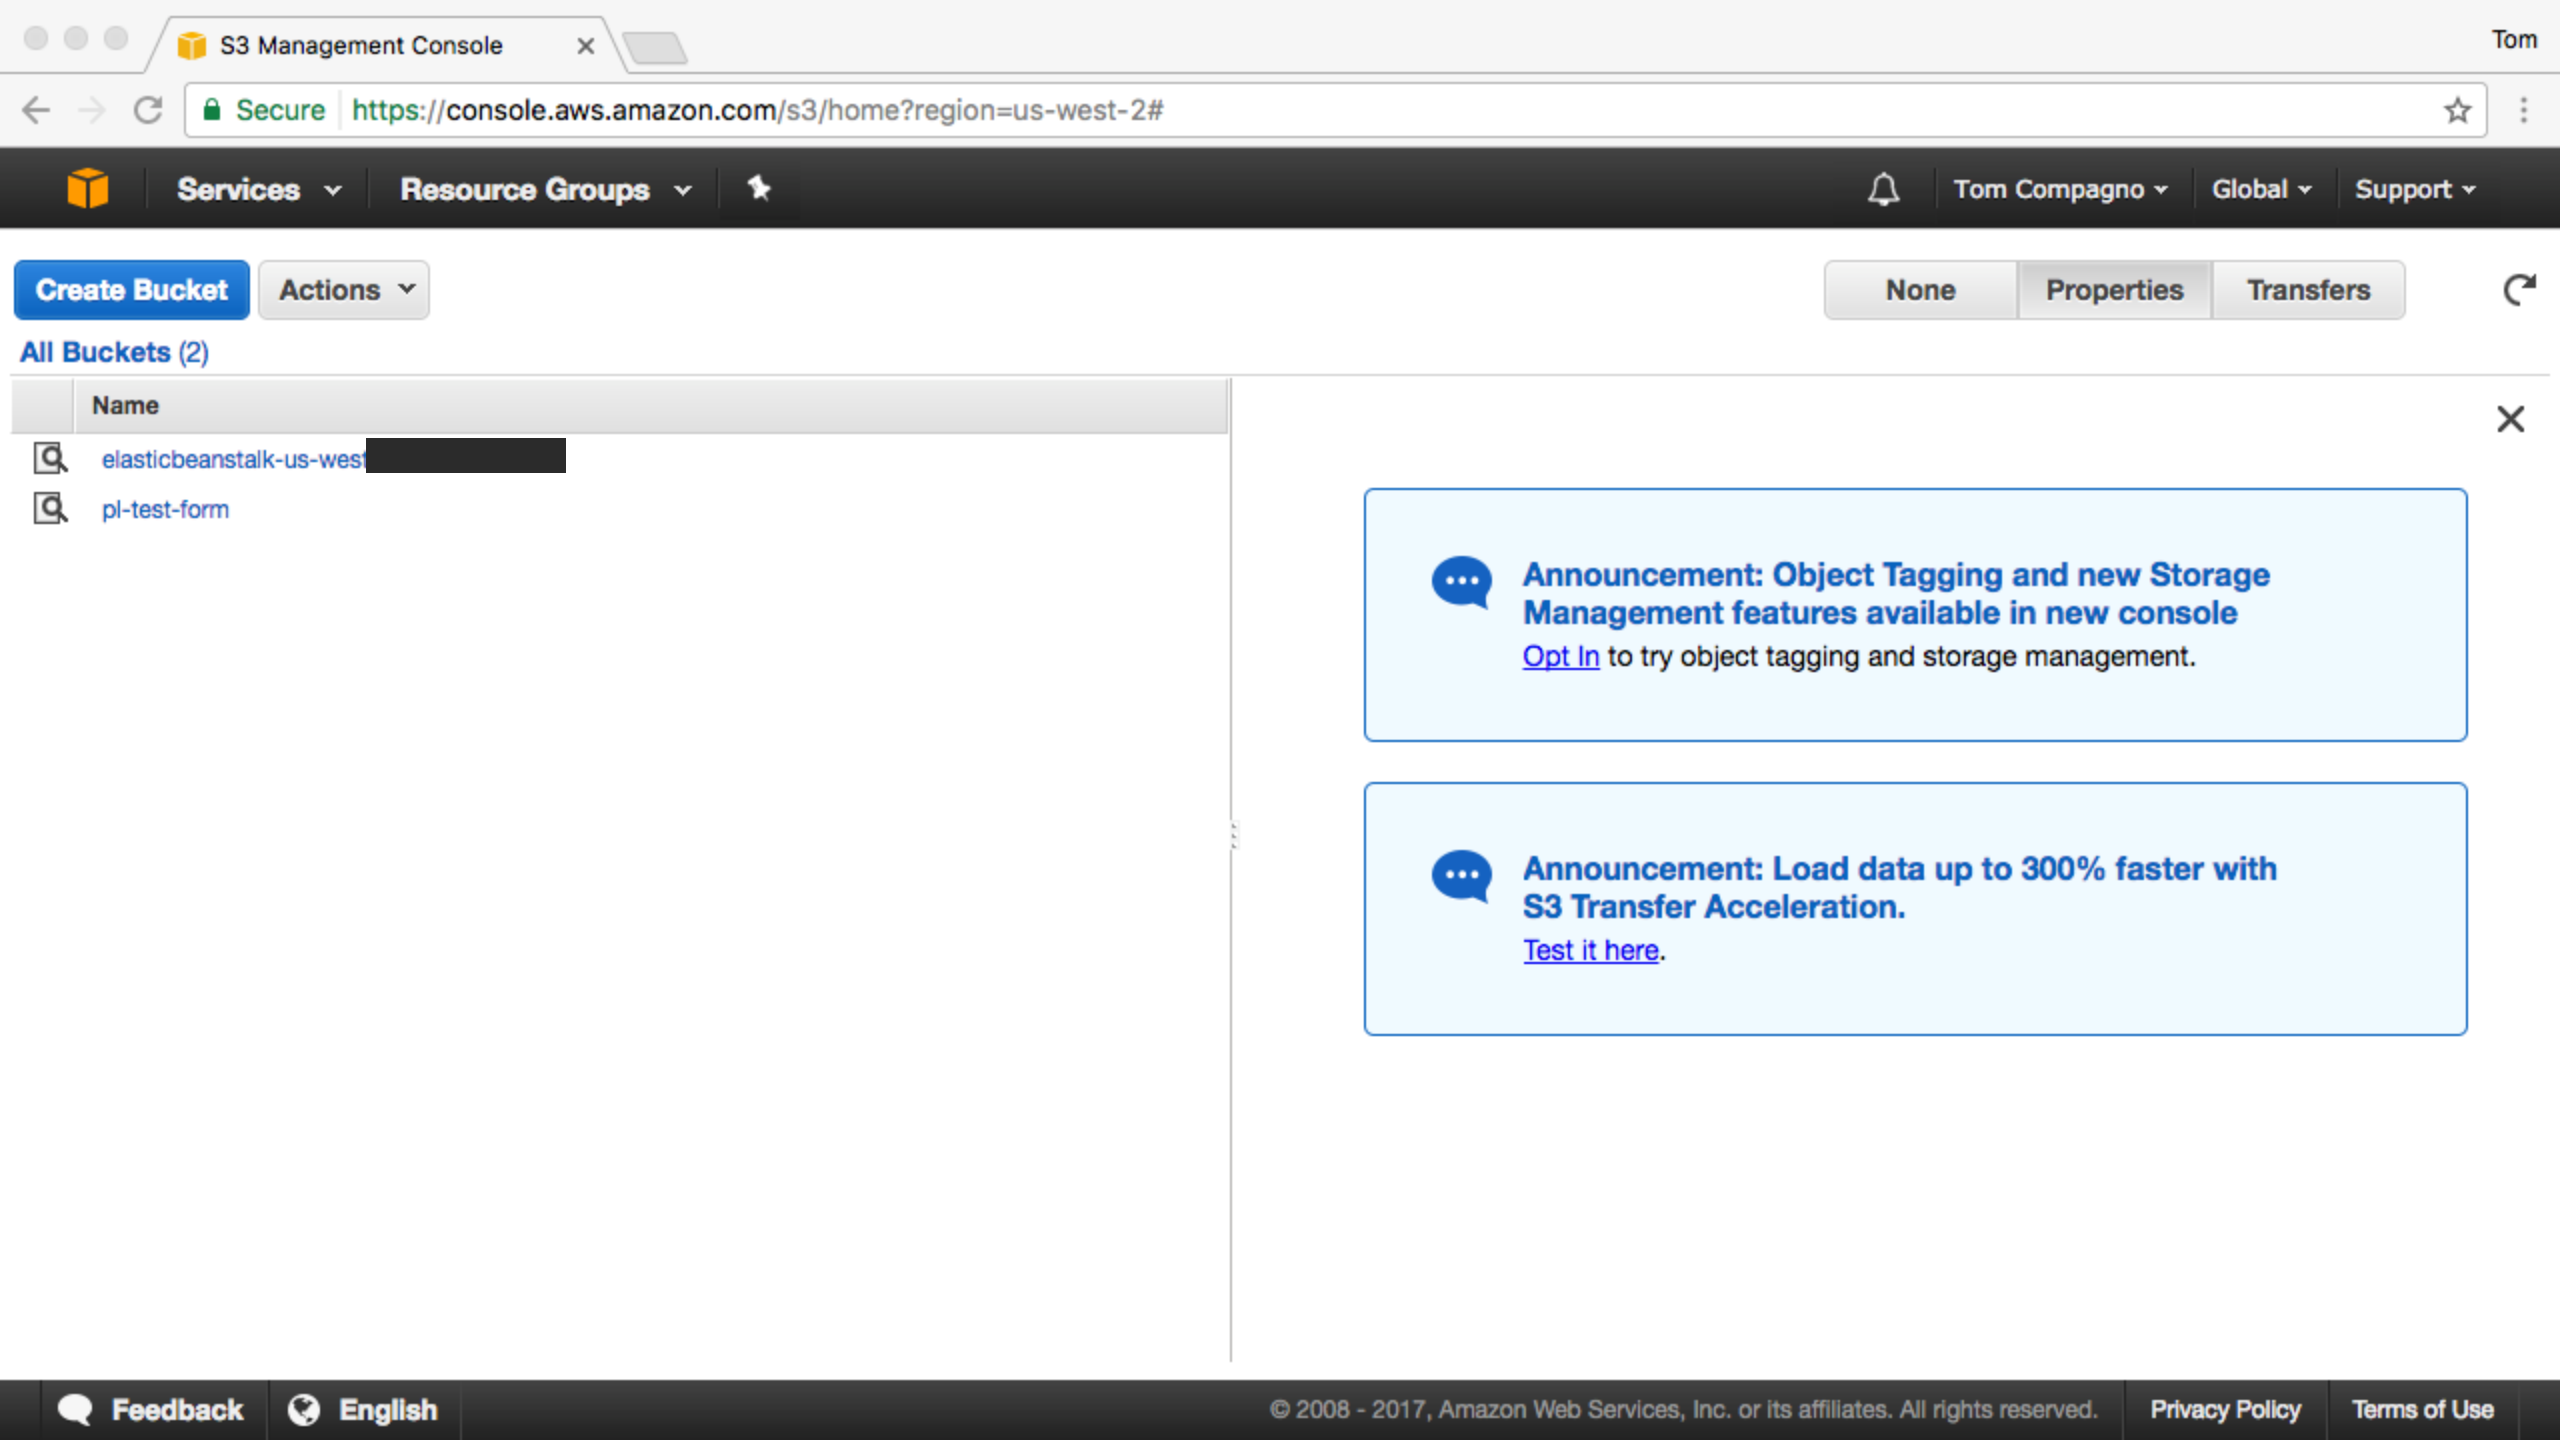 S3 Management Console
Tom
Secure https://console.aws.amazon.com/s3/home?region=us-west-2#
Services Resource Groups Tom Compagno Global Support
Create Bucket Actions None Properties Transfers
All Buckets (2)
Name
elasticbeanstalk-us-west
pl-test-form
Announcement: Object Tagging and new Storage
Management features available in new console
Opt In to try object tagging and storage management.
Announcement: Load data up to 300% faster with
S3 Transfer Acceleration.
Test it here.
Feedback English © 2008 - 2017, Amazon Web Services, Inc. or its affiliates. All rights reserved. Privacy Policy Terms of Use